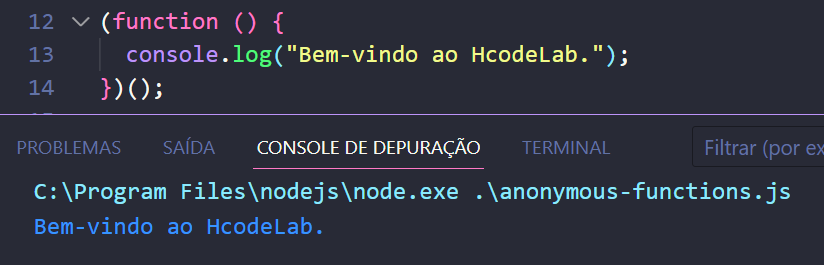 12 (function () {
13 console.log("Bem-vindo ao HcodeLab.");
14 })();
PROBLEMAS SAÍDA CONSOLE DE DEPURAÇÃO TERMINAL Filtrar (por ex
C:\Program Files\nodejs\node.exe .\anonymous-functions.js
Bem-vindo ao HcodeLab.